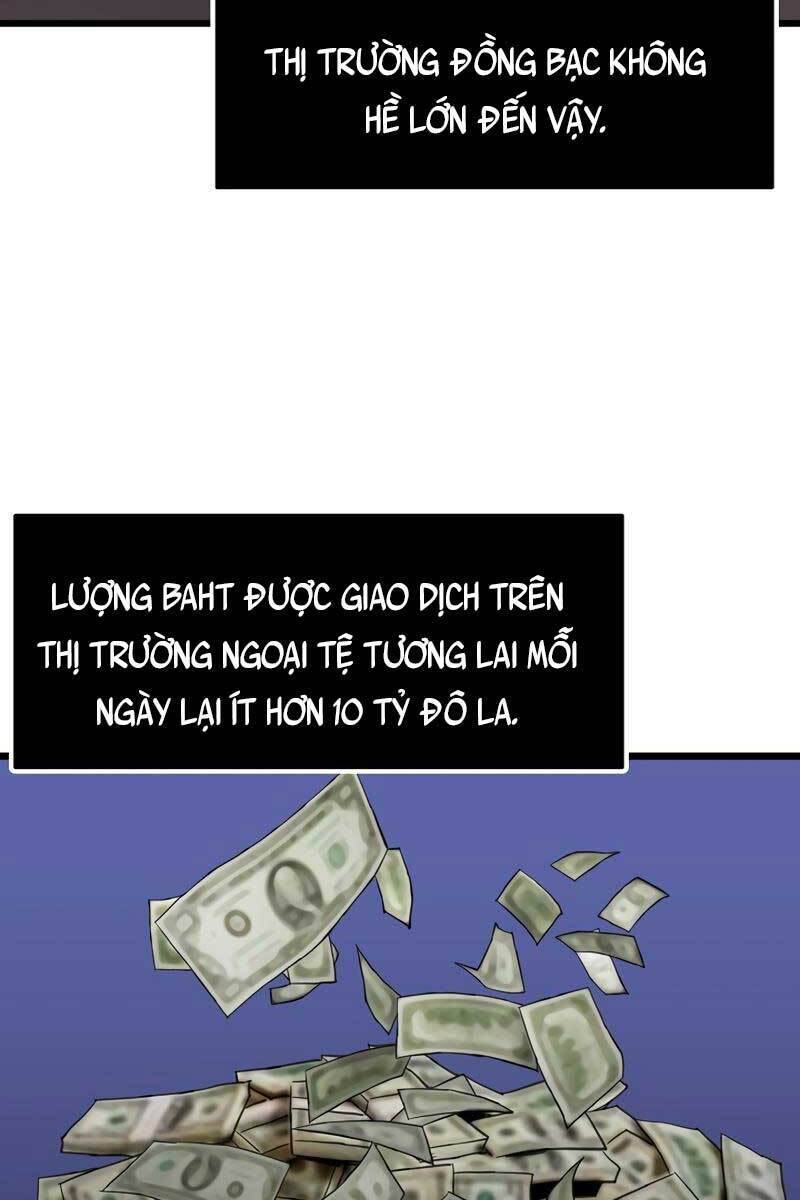 THỊ TRƯỜNG ĐỒNG BẠC KHÔNG
HỀ LỚN ĐẾN VẬY.
LƯỢNG BAHT ĐƯỢC GIAO DỊCH TRÊN
THỊ TRƯỜNG NGOẠI TỆ TƯƠNG LAI MỖI
NGÀY LẠI ÍT HƠN 10 TỶ ĐÔ LA.